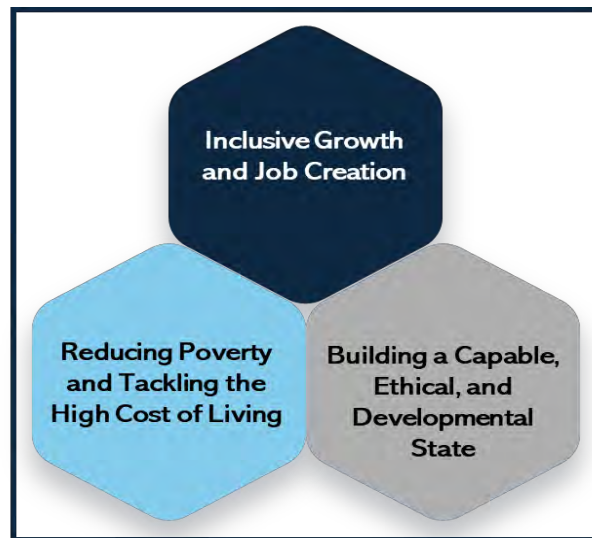 Inclusive Growth
and Job Creation
Reducing Poverty
and Tackling the
High Cost of Living
Building a Capable,
Ethical, and
Developmental
State